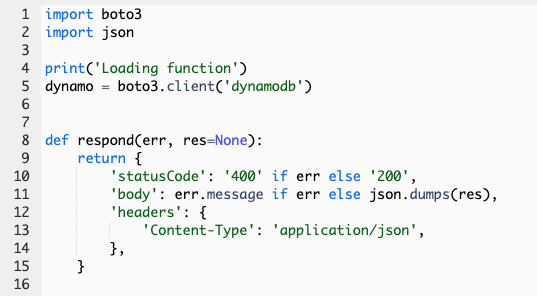 1 import boto3
2 import json
3
4 print('Loading function')
5 dynamo = boto3.client('dynamodb')
6
7
8 def respond(err, res=None):
9     return {
10         'statusCode': '400' if err else '200',
11         'body': err.message if err else json.dumps(res),
12         'headers': {
13             'Content-Type': 'application/json',
14         },
15     }
16